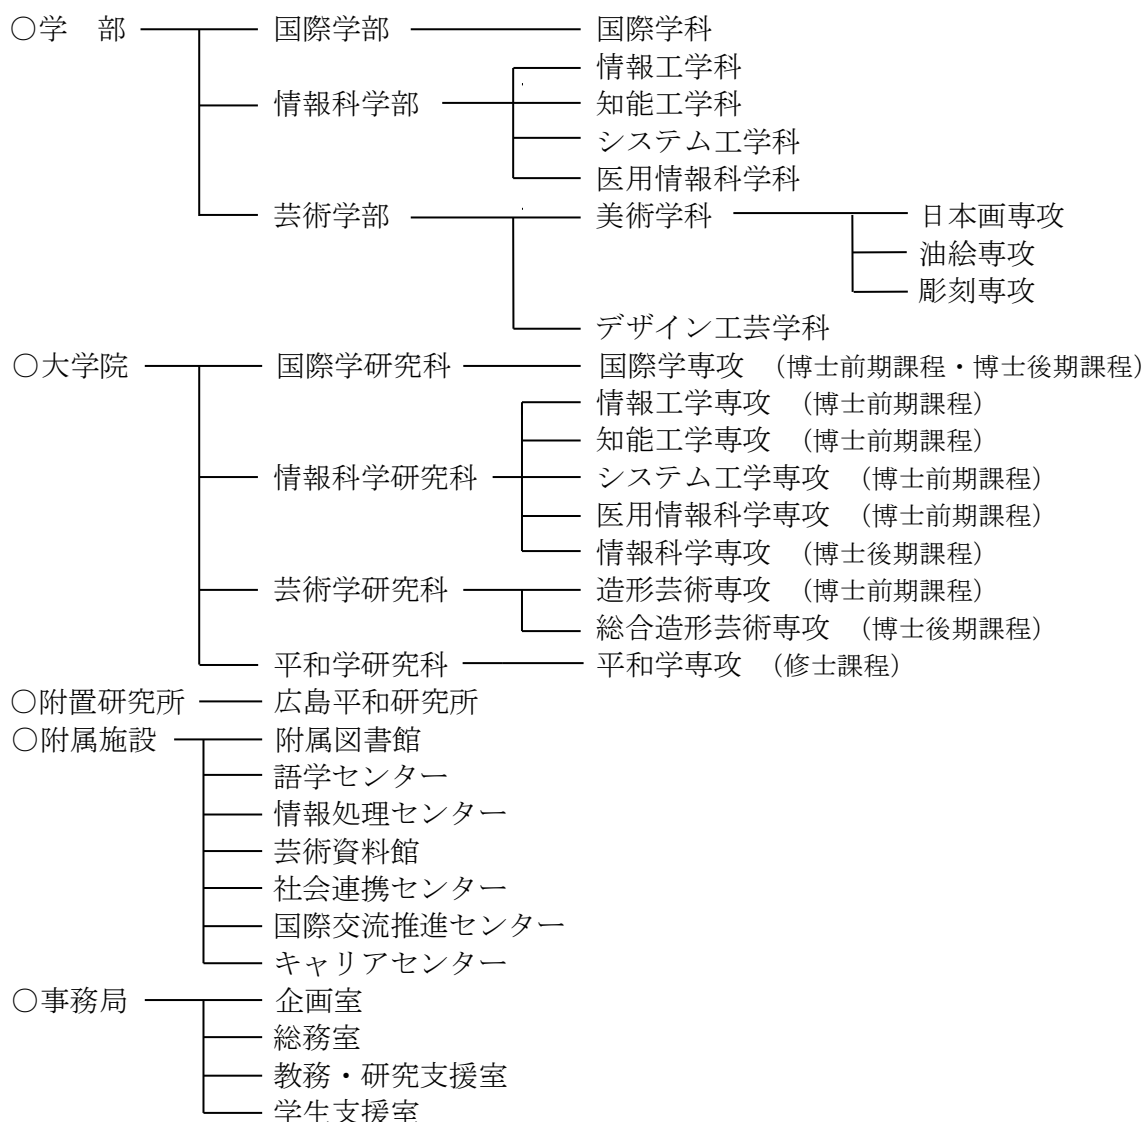 ○学　部 国際学部 国際学科
情報工学科
情報科学部 知能工学科
システム工学科
医用情報科学科
芸術学部 美術学科 日本画専攻
油絵専攻
彫刻専攻
デザイン工芸学科
○大学院 国際学研究科 国際学専攻 （博士前期課程・博士後期課程）
情報工学専攻 （博士前期課程）
知能工学専攻 （博士前期課程）
情報科学研究科 システム工学専攻 （博士前期課程）
医用情報科学専攻 （博士前期課程）
情報科学専攻 （博士後期課程）
芸術学研究科 造形芸術専攻 （博士前期課程）
総合造形芸術専攻 （博士後期課程）
平和学研究科 平和学専攻 （修士課程）
○附置研究所 広島平和研究所
○附属施設 附属図書館
語学センター
情報処理センター
芸術資料館
社会連携センター
国際交流推進センター
キャリアセンター
○事務局 企画室
総務室
教務・研究支援室
学生支援室